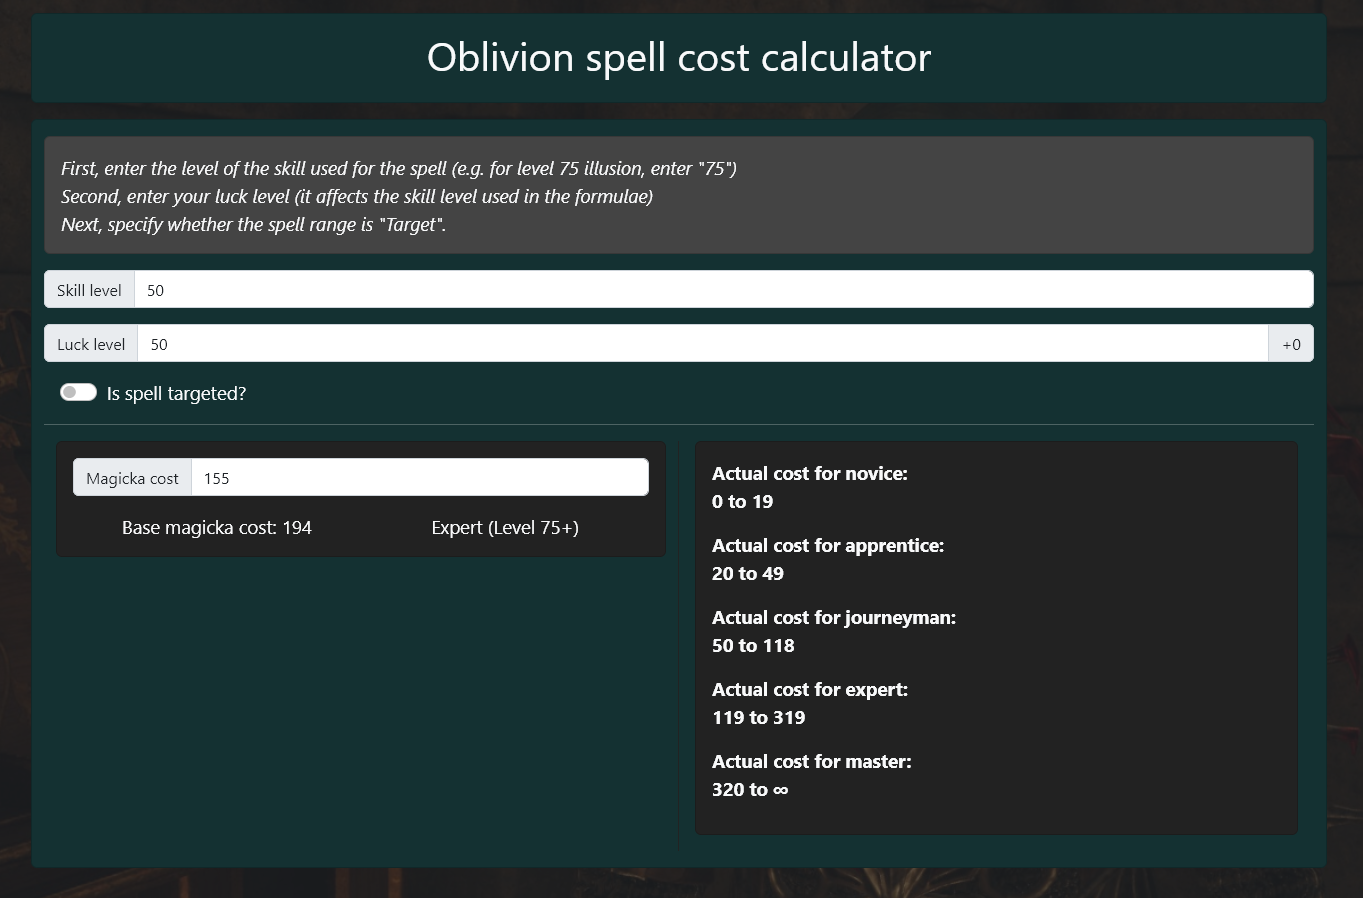 Oblivion spell cost calculator
First, enter the level of the skill used for the spell (e.g. for level 75 illusion, enter "75")
Second, enter your luck level (it affects the skill level used in the formulae)
Next, specify whether the spell range is "Target".
Skill level 50
Luck level 50 +0
Is spell targeted?
Magicka cost 155
Base magicka cost: 194 Expert (Level 75+)
Actual cost for novice:
0 to 19
Actual cost for apprentice:
20 to 49
Actual cost for journeyman:
50 to 118
Actual cost for expert:
119 to 319
Actual cost for master:
320 to ∞